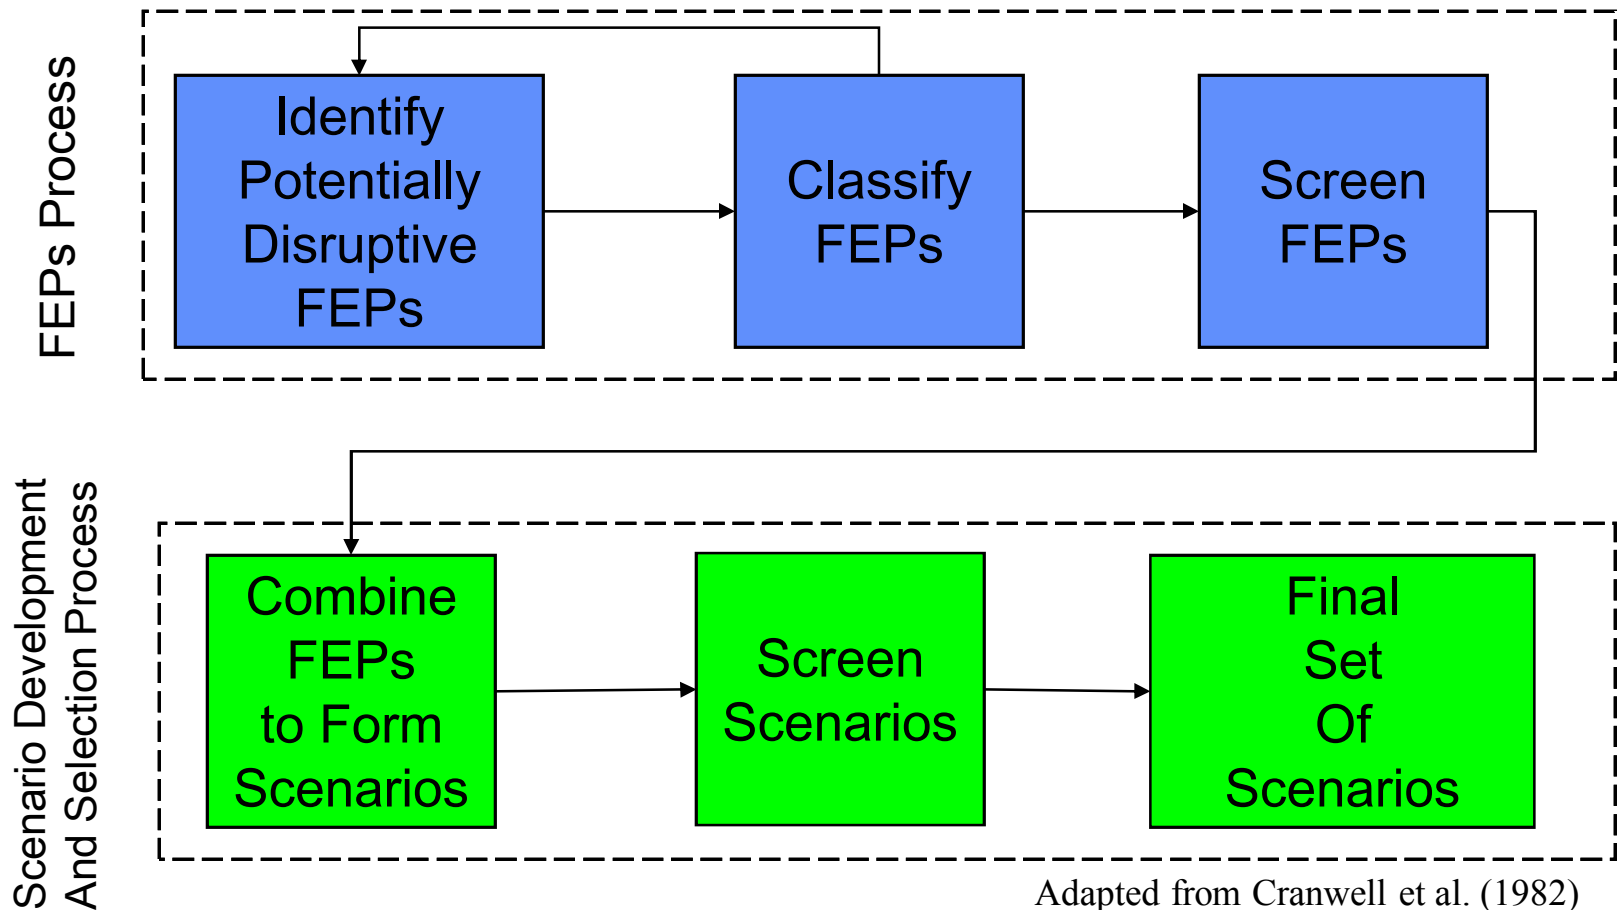 FEPs Process
Identify
Potentially
Disruptive
FEPs
Classify
FEPs
Screen
FEPs
Scenario Development
And Selection Process
Combine
FEPs
to Form
Scenarios
Screen
Scenarios
Final
Set
Of
Scenarios
Adapted from Cranwell et al. (1982)